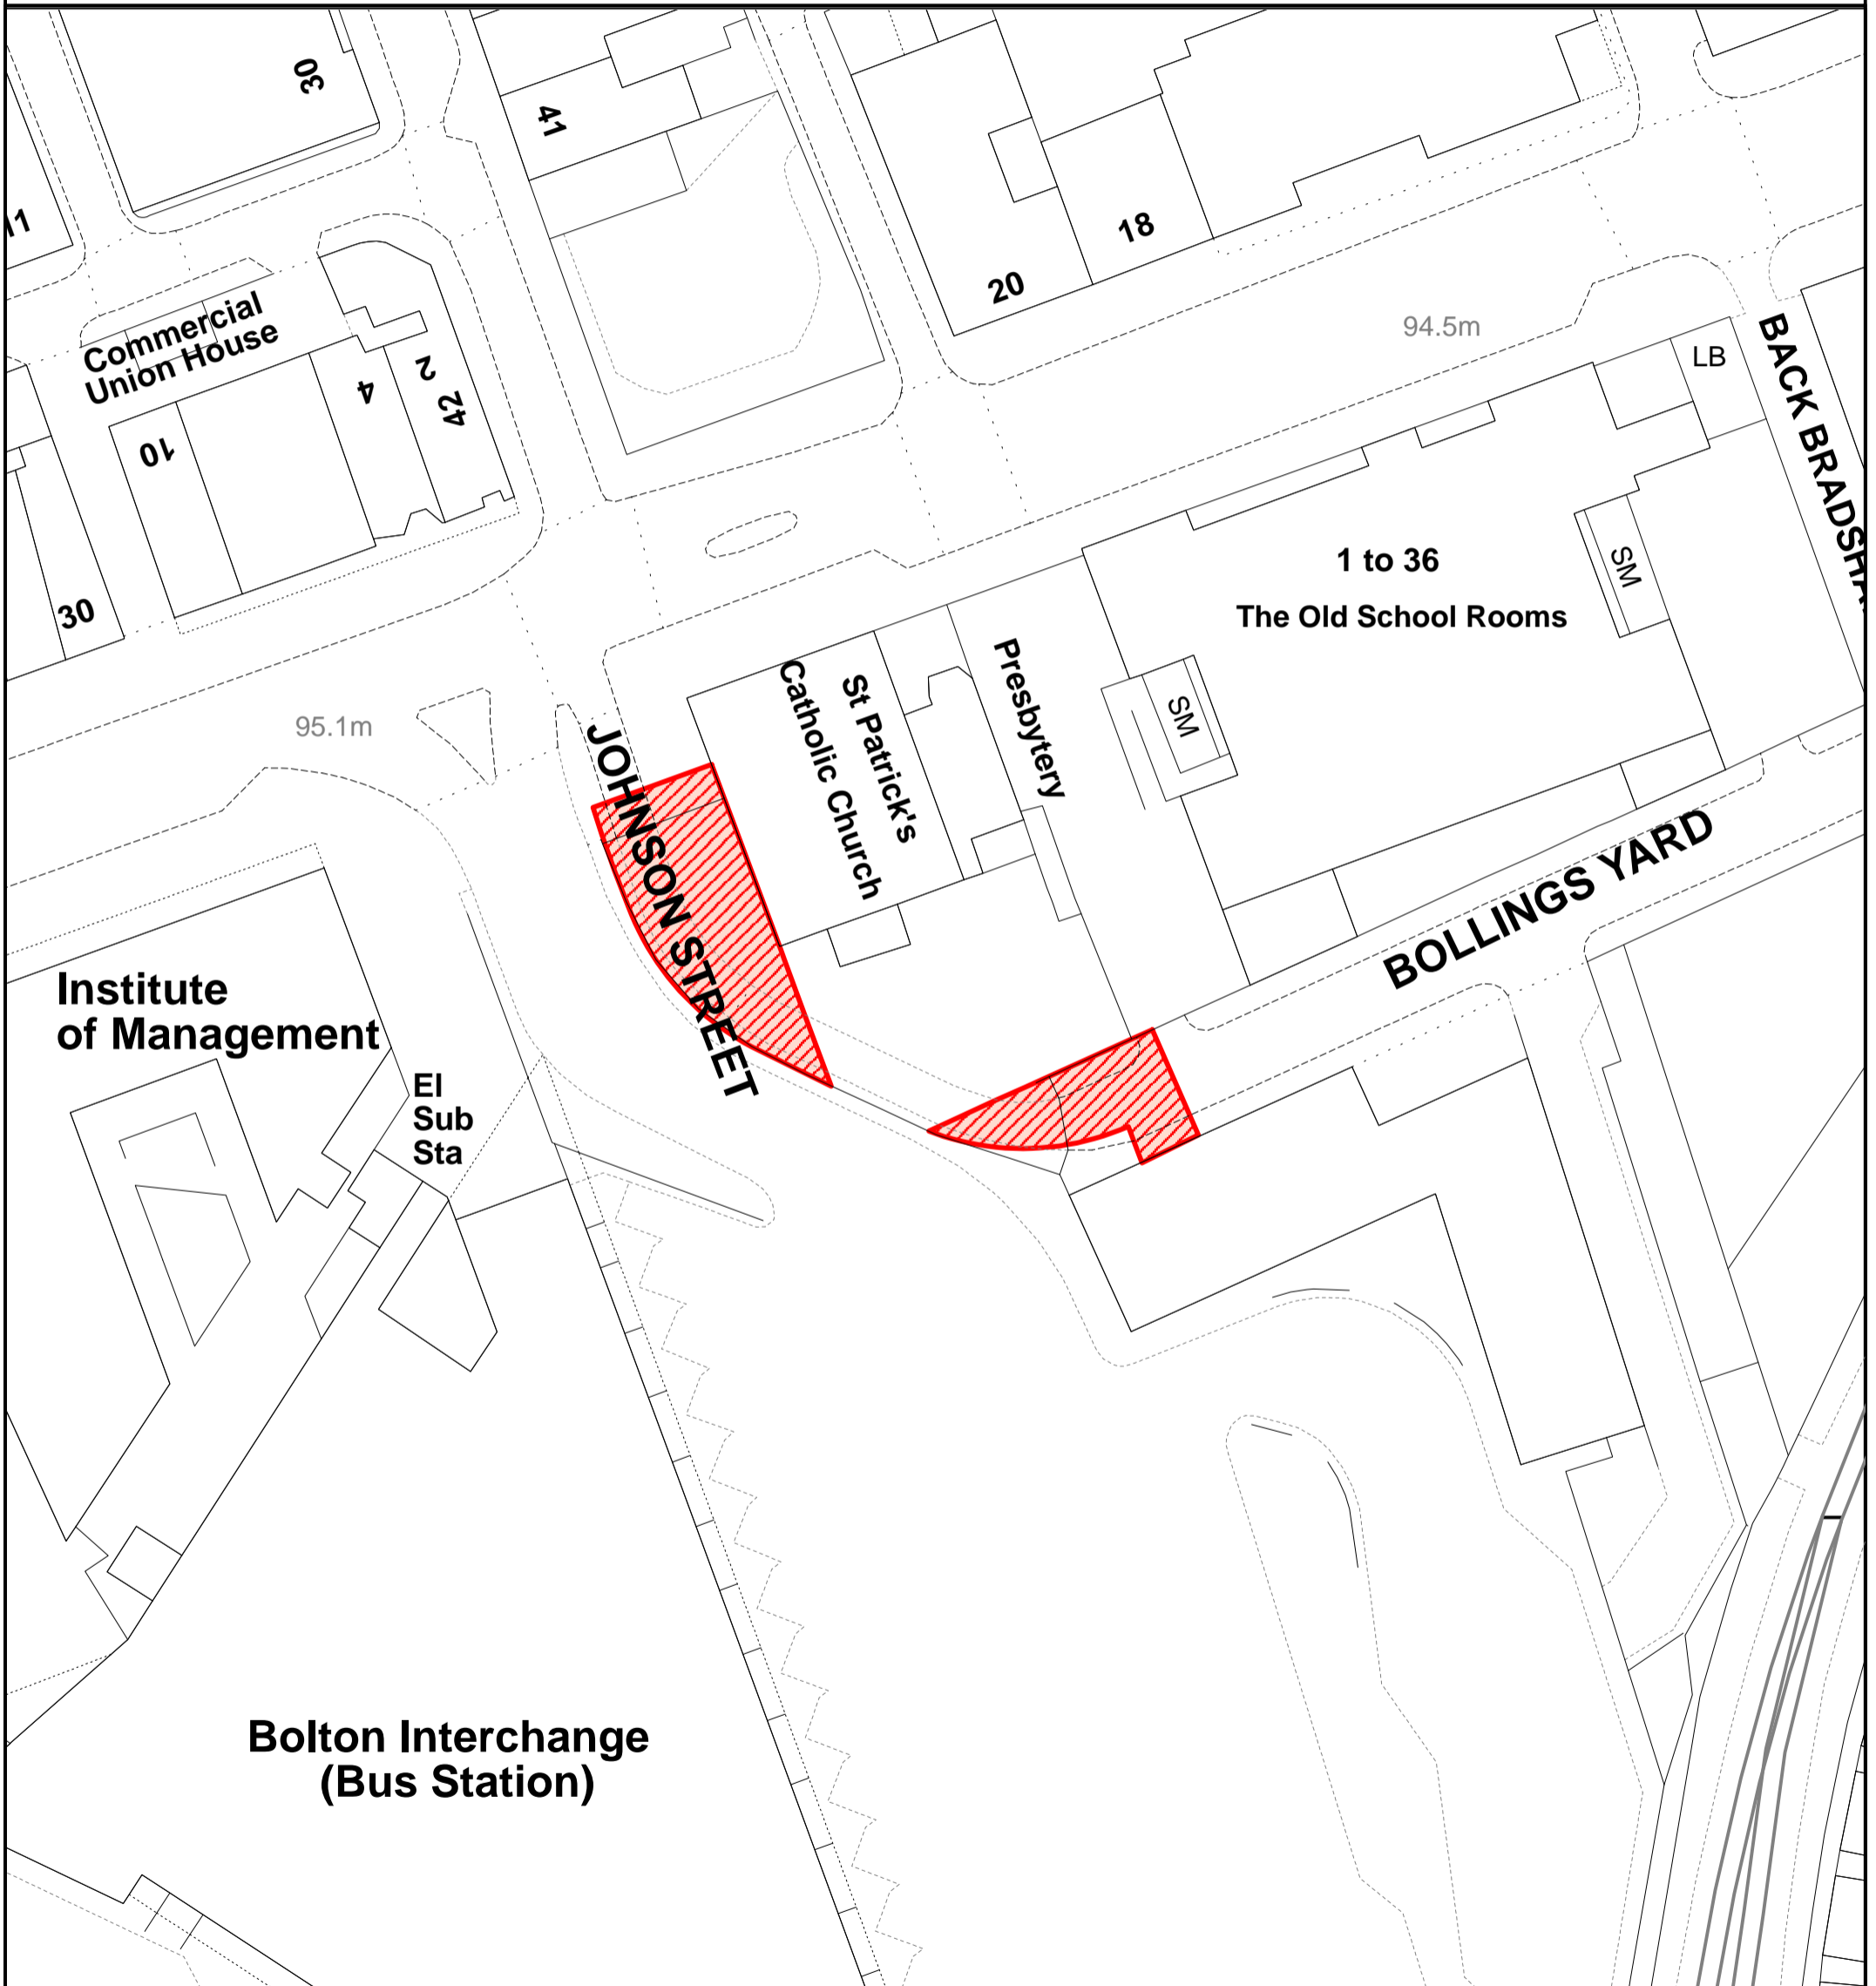 30
41
11
18
20
Commercial
Union House
94.5m
LB
BACK BRADSHA
2
4
42
10
30
1 to 36
The Old School Rooms
SM
SM
Presbytery
St Patrick's
Catholic Church
95.1m
JOHNSON STREET
BOLLINGS YARD
Institute
of Management
El
Sub
Sta
Bolton Interchange
(Bus Station)